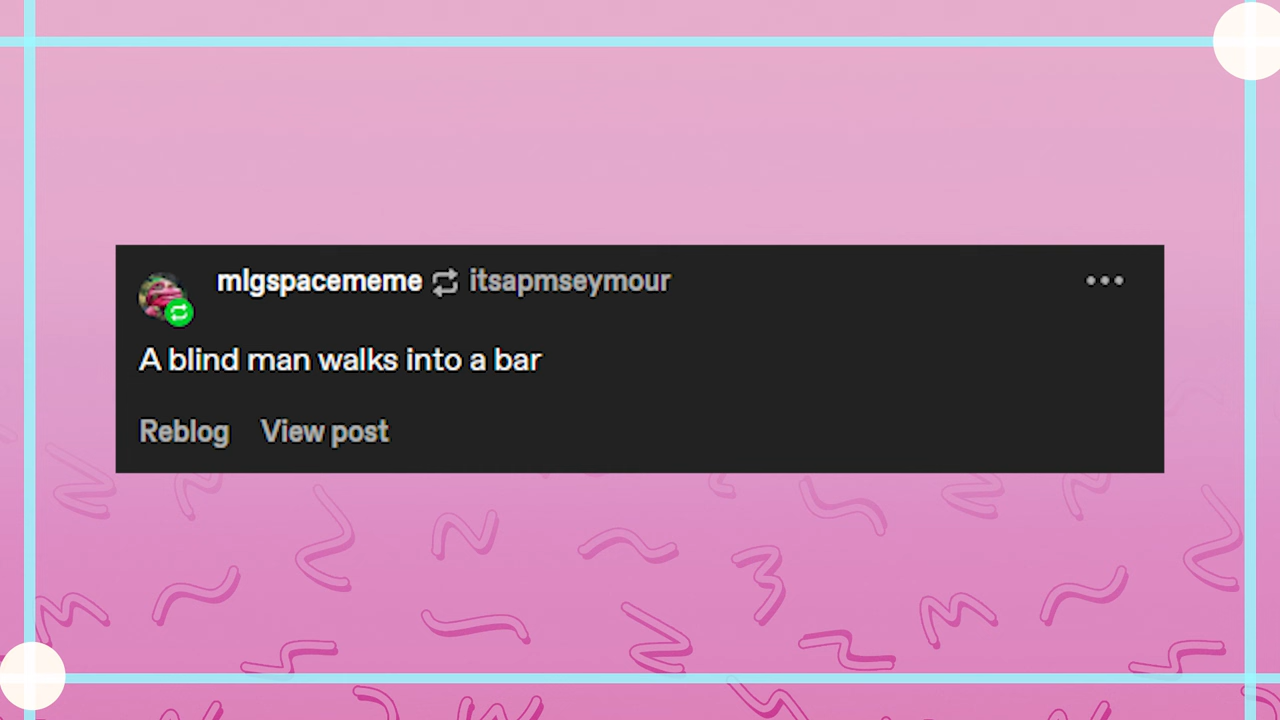 mlgspacememe itsapmseymour
A blind man walks into a bar
Reblog View post